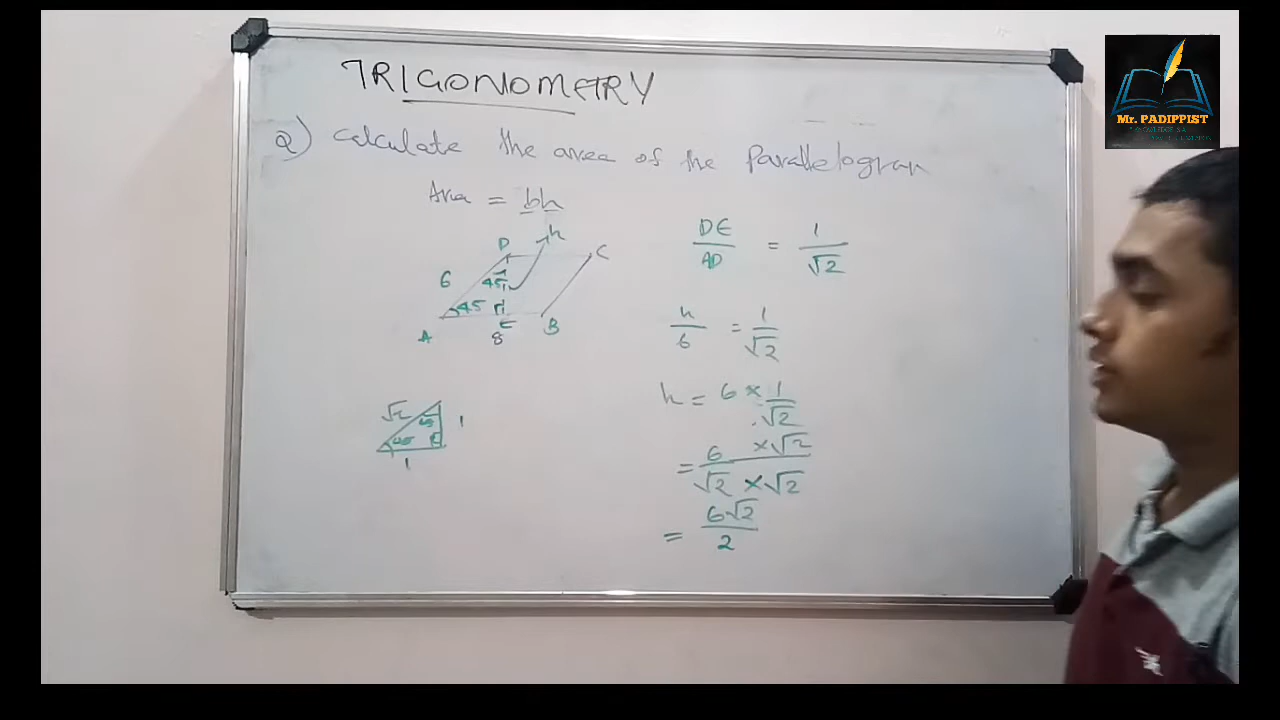 TRIGONOMETRY
Q) Calculate the area of the Parallelogram
Area = bh
D h C
6 45
45
A E B
8
√2 45 1
45
1
DE/AD = 1/√2
h/6 = 1/√2
h = 6 × 1/√2
= 6 × √2 / √2 × √2
= 6√2/2
Mr. PADIPPIST